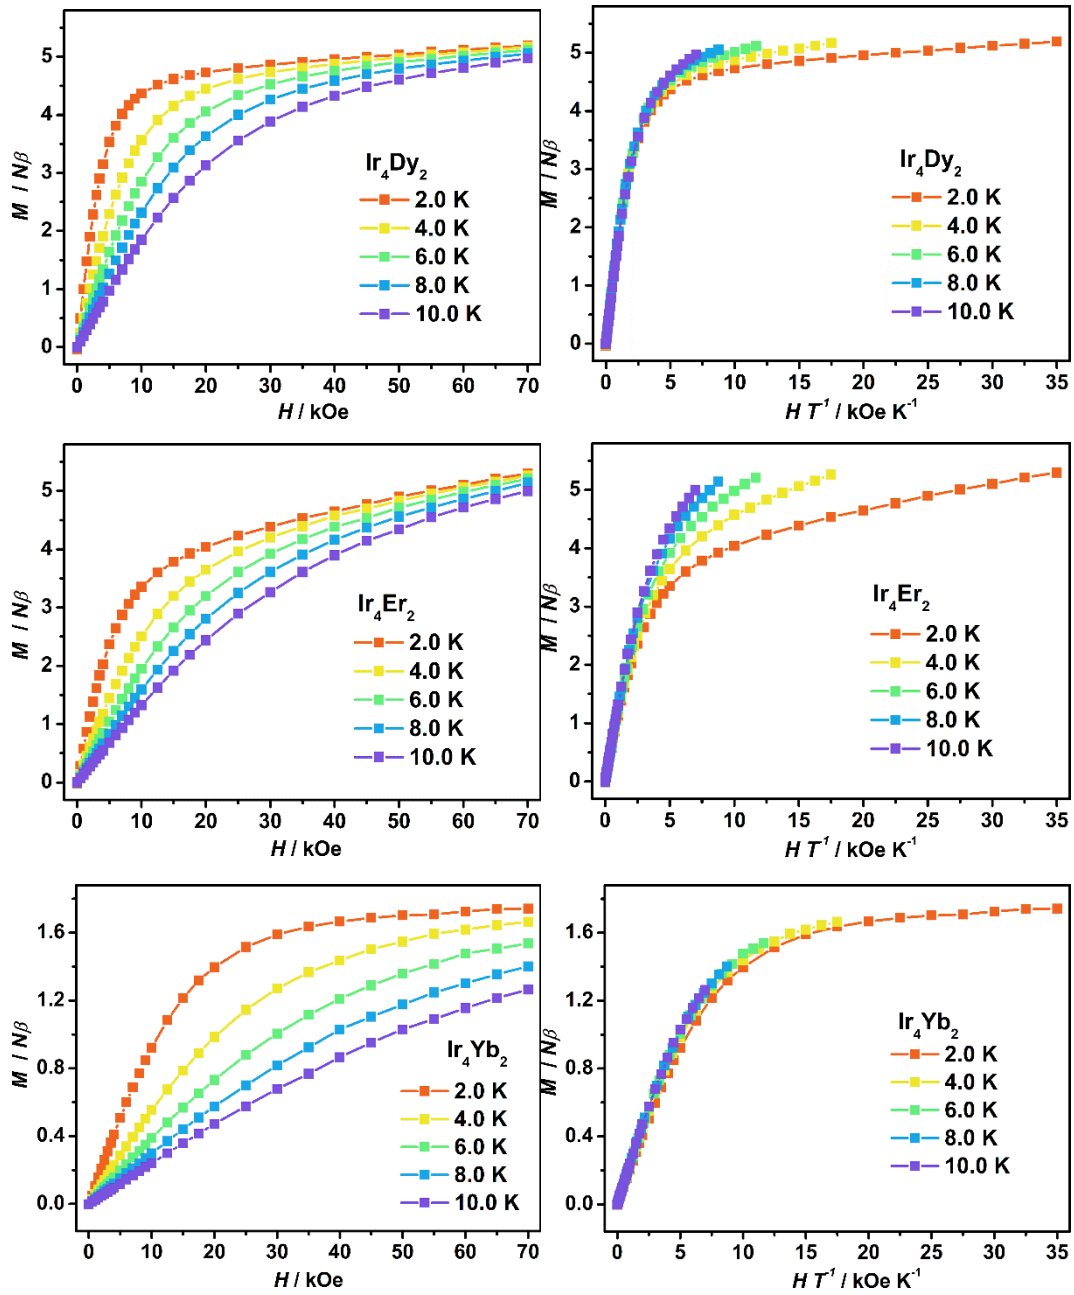 M / Nβ
5
4
3
2
1
0
Ir₄Dy₂
2.0 K
4.0 K
6.0 K
8.0 K
10.0 K
0 10 20 30 40 50 60 70
H / kOe
M / Nβ
5
4
3
2
1
0
Ir₄Dy₂
2.0 K
4.0 K
6.0 K
8.0 K
10.0 K
0 5 10 15 20 25 30 35
H T⁻¹ / kOe K⁻¹
M / Nβ
5
4
3
2
1
0
Ir₄Er₂
2.0 K
4.0 K
6.0 K
8.0 K
10.0 K
0 10 20 30 40 50 60 70
H / kOe
M / Nβ
5
4
3
2
1
0
Ir₄Er₂
2.0 K
4.0 K
6.0 K
8.0 K
10.0 K
0 5 10 15 20 25 30 35
H T⁻¹ / kOe K⁻¹
M / Nβ
1.6
1.2
0.8
0.4
0.0
Ir₄Yb₂
2.0 K
4.0 K
6.0 K
8.0 K
10.0 K
0 10 20 30 40 50 60 70
H / kOe
M / Nβ
1.6
1.2
0.8
0.4
0.0
Ir₄Yb₂
2.0 K
4.0 K
6.0 K
8.0 K
10.0 K
0 5 10 15 20 25 30 35
H T⁻¹ / kOe K⁻¹